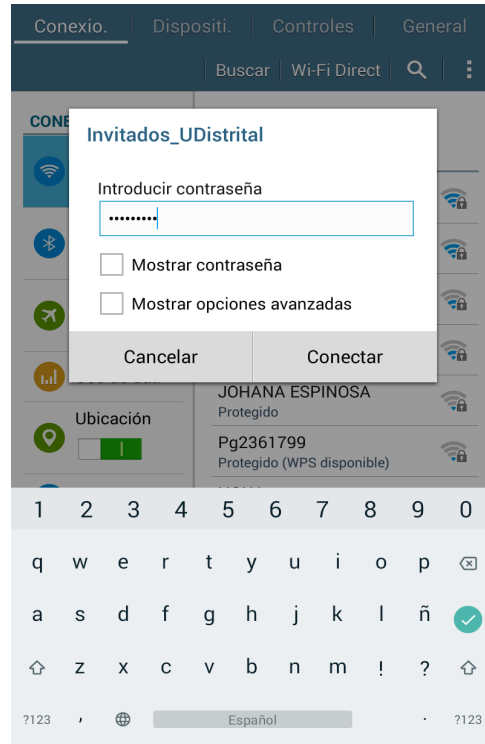 Conexio. Dispositi. Controles General
Buscar Wi-Fi Direct
CONE
Invitados_UDistrital
Introducir contraseña
•••••••••
Mostrar contraseña
Mostrar opciones avanzadas
Cancelar Conectar
JOHANA ESPINOSA
Protegido
Ubicación
Pg2361799
Protegido (WPS disponible)
1 2 3 4 5 6 7 8 9 0
q w e r t y u i o p
a s d f g h j k l ñ
z x c v b n m ! ?
?123 , Español . ?123